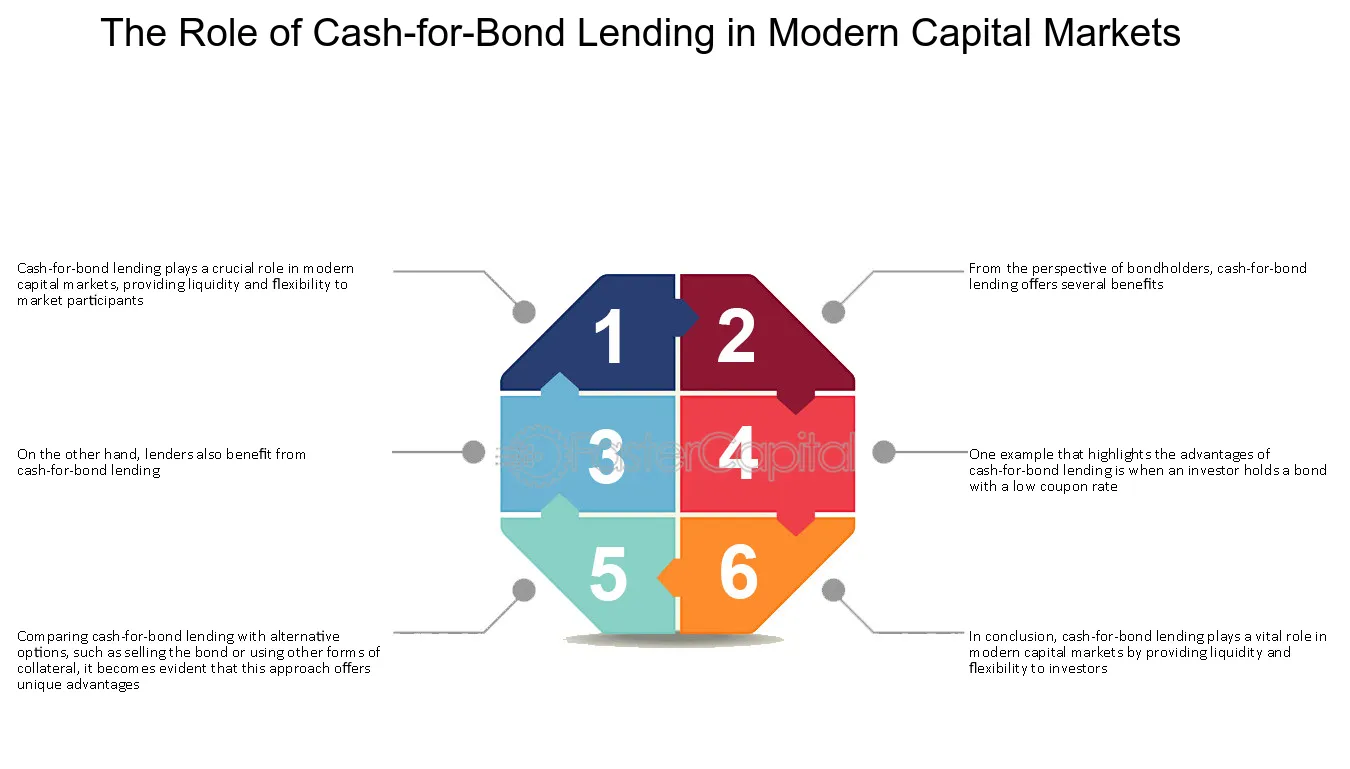 The Role of Cash-for-Bond Lending in Modern Capital Markets
Cash-for-bond lending plays a crucial role in modern
capital markets, providing liquidity and flexibility to
market participants
1
2
From the perspective of bondholders, cash-for-bond
lending offers several benefits
On the other hand, lenders also benefit from
cash-for-bond lending
3
4
FasterCapital
One example that highlights the advantages of
cash-for-bond lending is when an investor holds a bond
with a low coupon rate
Comparing cash-for-bond lending with alternative
options, such as selling the bond or using other forms of
collateral, it becomes evident that this approach offers
unique advantages
5
6
In conclusion, cash-for-bond lending plays a vital role in
modern capital markets by providing liquidity and
flexibility to investors